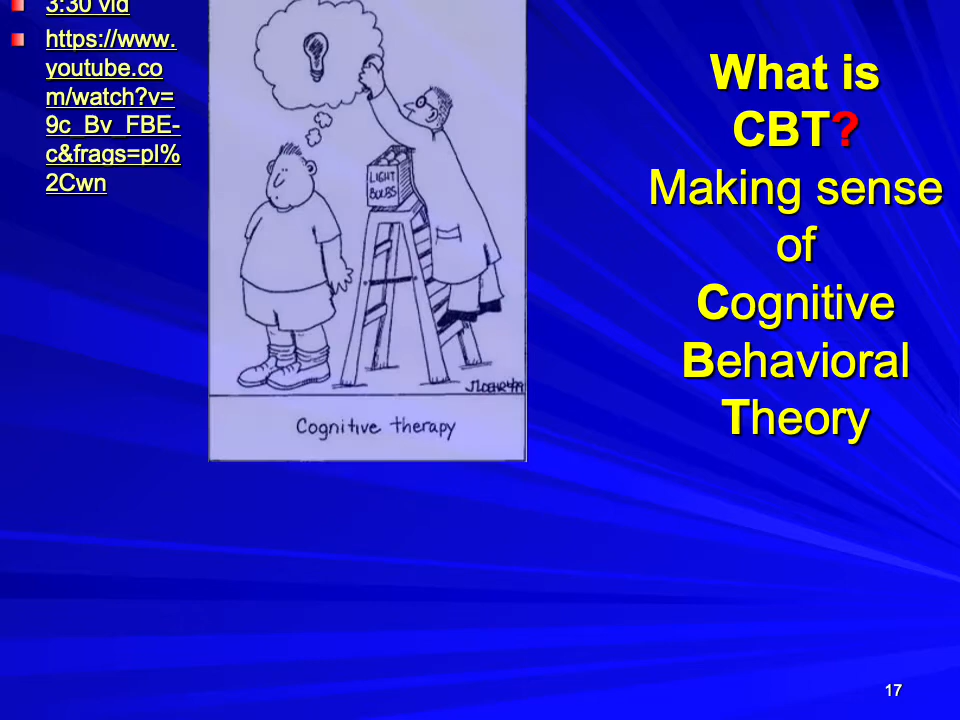 3:30 vid
https://www.
youtube.co
m/watch?v=
9c_Bv_FBE-
c&frags=pl%
2Cwn
LIGHT
BULBS
Cognitive therapy
What is
CBT?
Making sense
of
Cognitive
Behavioral
Theory
17